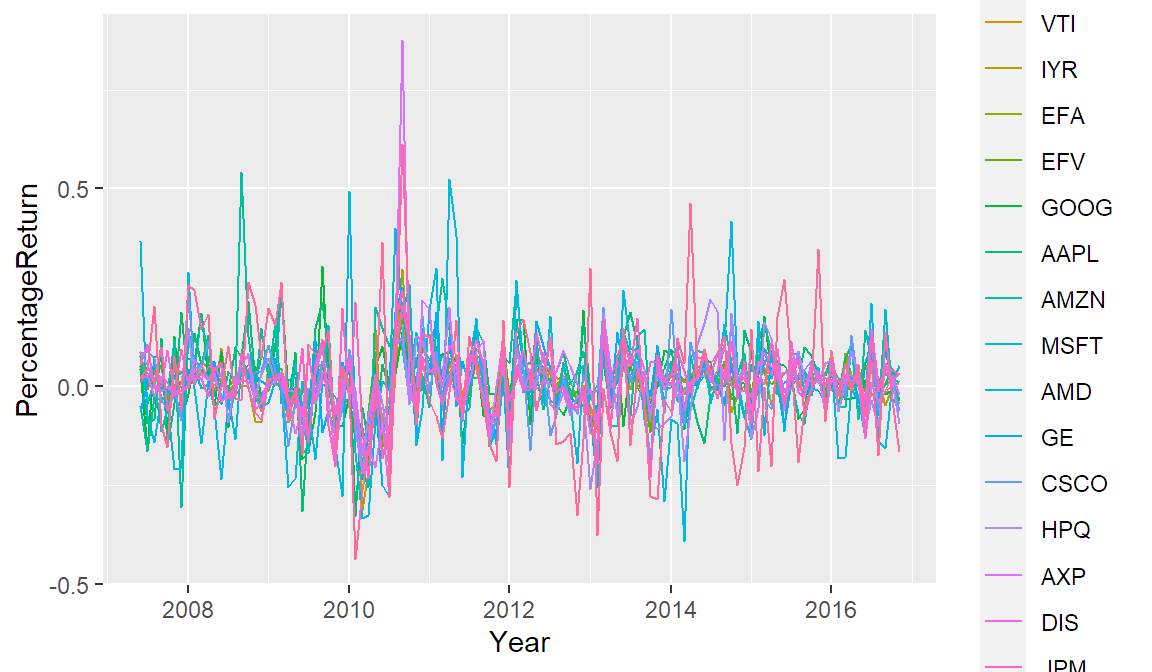 PercentageReturn
0.5
0.0
-0.5
2008
2010
2012
2014
2016
Year
VTI
IYR
EFA
EFV
GOOG
AAPL
AMZN
MSFT
AMD
GE
CSCO
HPQ
AXP
DIS
JPM